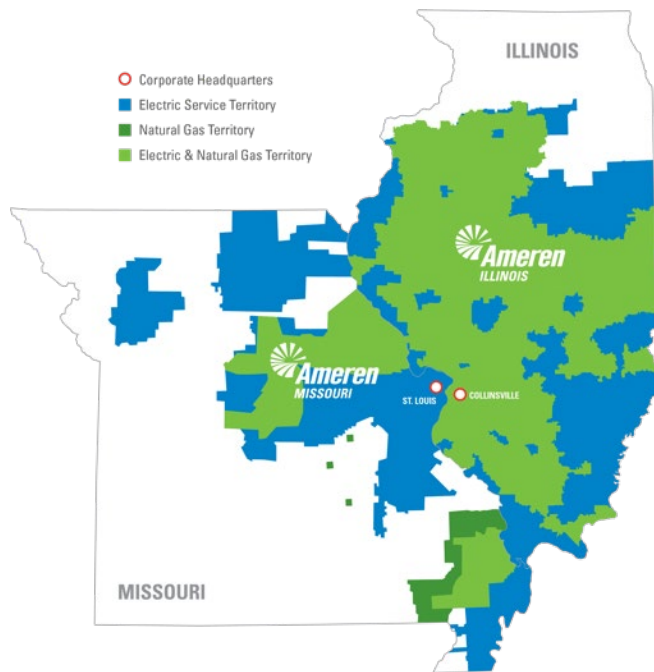 ILLINOIS
Corporate Headquarters
Electric Service Territory
Natural Gas Territory
Electric & Natural Gas Territory
Ameren
ILLINOIS
Ameren
MISSOURI
ST. LOUIS
COLLINSVILLE
MISSOURI